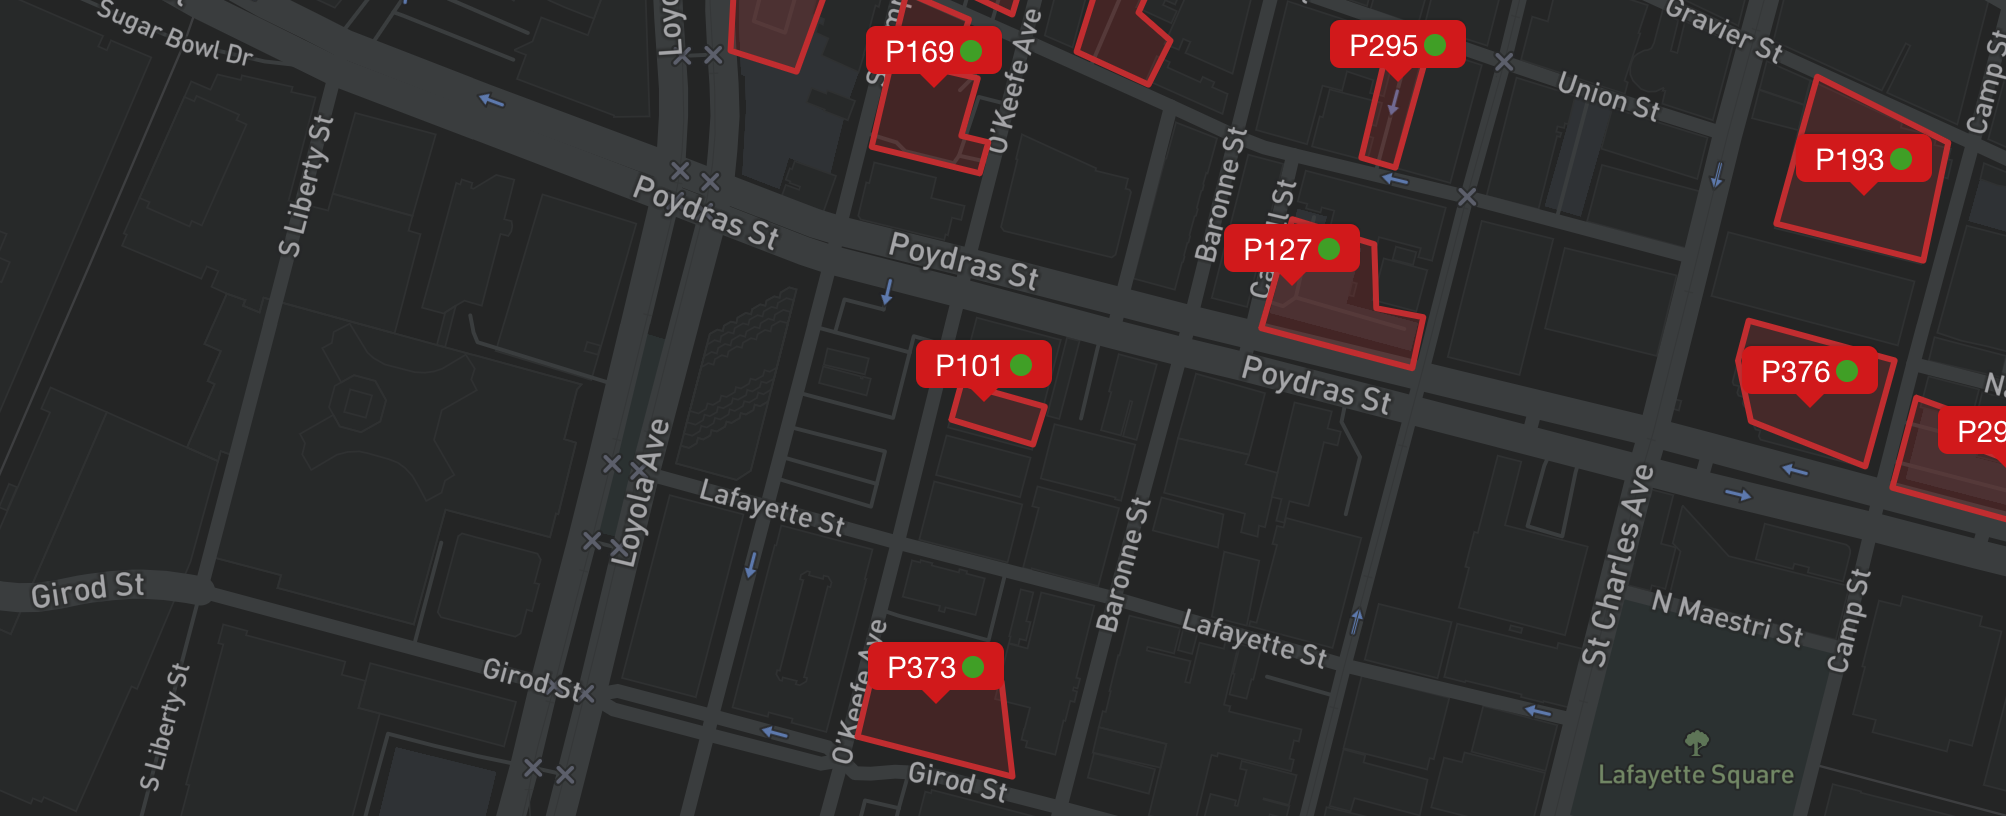 Sugar Bowl Dr
P169
O'Keefe Ave
P295
Gravier St
Union St
Camp St
P193
S Liberty St
Poydras St
Poydras St
Baronne St
P127
P101
Poydras St
P376
Loyola Ave
Lafayette St
Baronne St
St Charles Ave
Girod St
N Maestri St
Camp St
Lafayette St
Girod St
S Liberty St
O'Keefe Ave
P373
Girod St
Lafayette Square